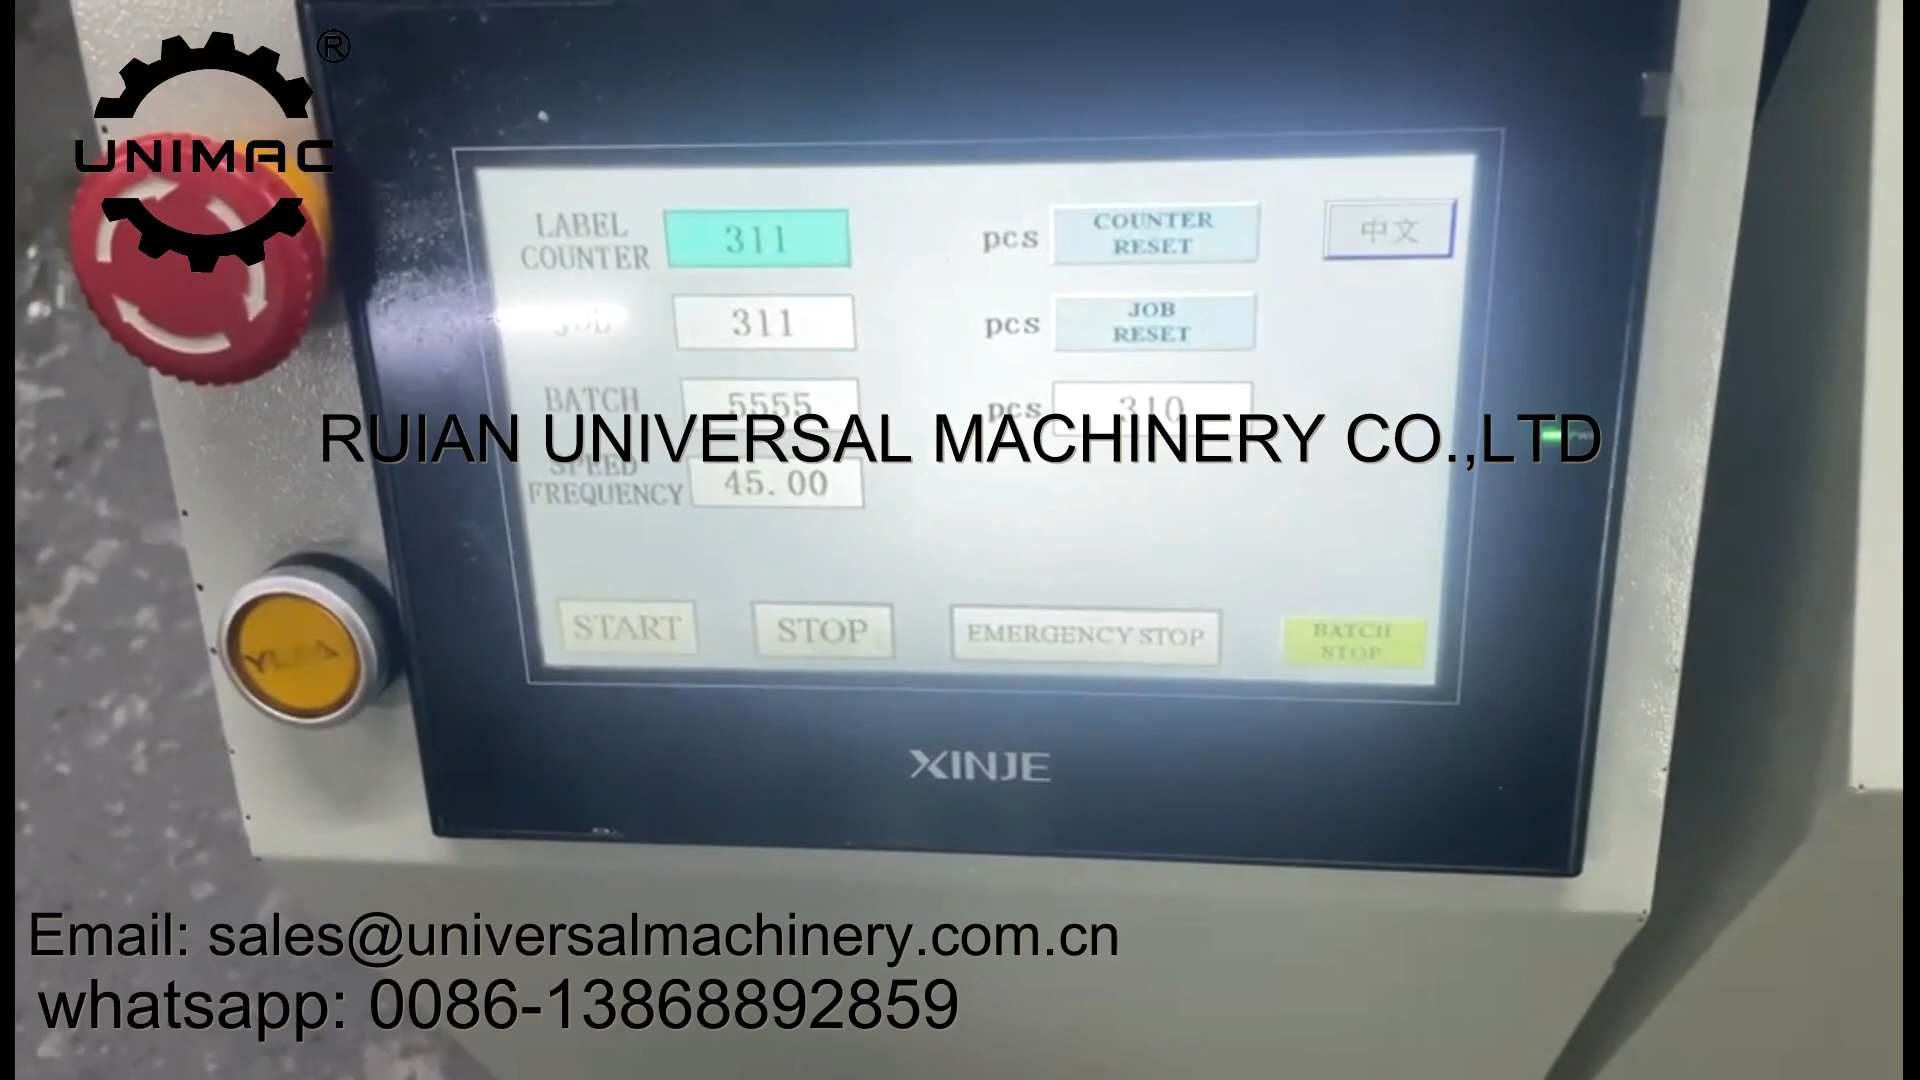 ®
UNIMAC
LABEL
COUNTER
311
pcs
COUNTER
RESET
中文
JOB
311
pcs
JOB
RESET
BATCH
5555
pcs
310
RUIAN UNIVERSAL MACHINERY CO.,LTD
SPEED
FREQUENCY
45.00
START
STOP
EMERGENCY STOP
BATCH
STOP
XINJE
Email: sales@universalmachinery.com.cn
whatsapp: 0086-13868892859